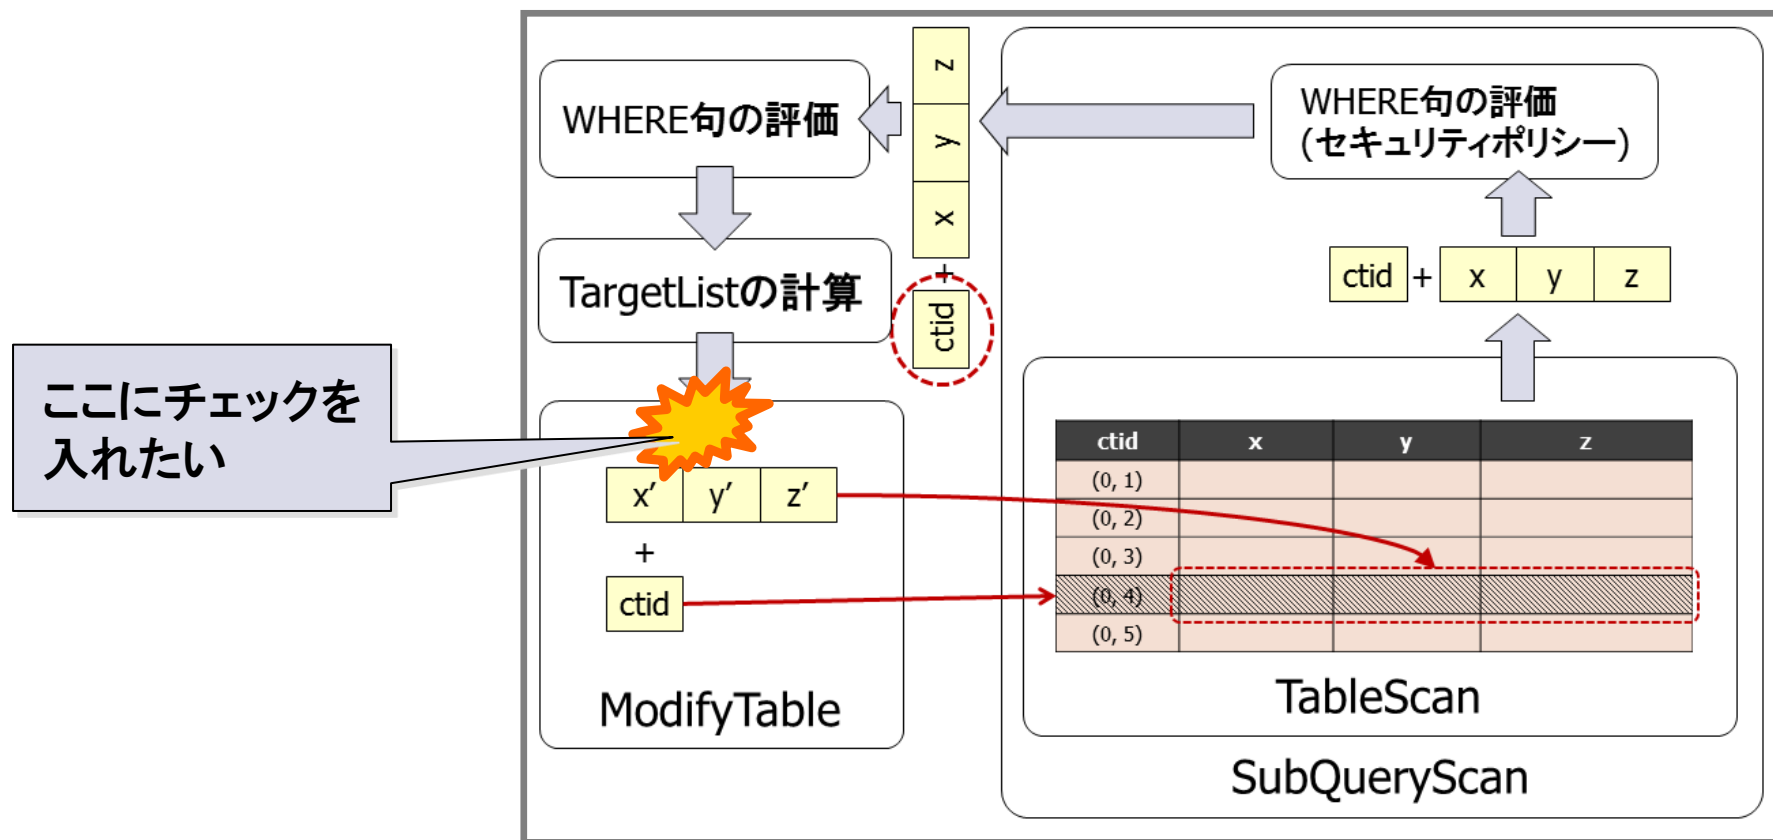 WHERE句の評価
z
y
x
+
ctid
WHERE句の評価
(セキュリティポリシー)
TargetListの計算
ctid + x y z
ここにチェックを
入れたい
x′ y′ z′
+
ctid
ModifyTable
ctid x y z
(0, 1)
(0, 2)
(0, 3)
(0, 4)
(0, 5)
TableScan
SubQueryScan